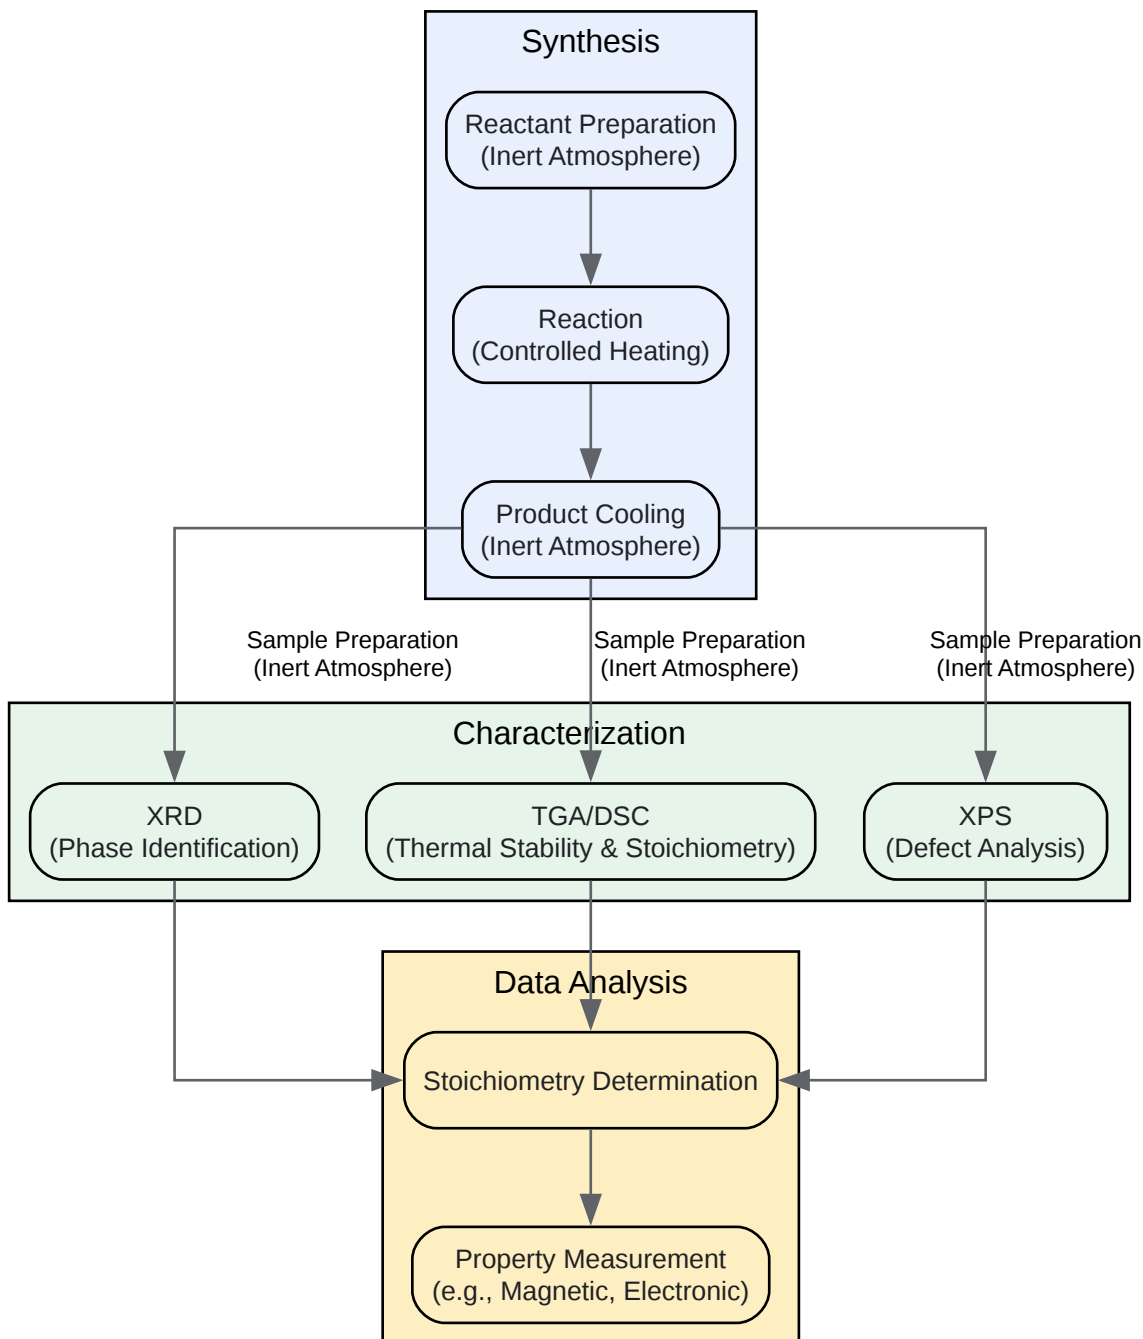 Synthesis
Reactant Preparation
(Inert Atmosphere)
Reaction
(Controlled Heating)
Product Cooling
(Inert Atmosphere)
Sample Preparation
(Inert Atmosphere)
Sample Preparation
(Inert Atmosphere)
Sample Preparation
(Inert Atmosphere)
Characterization
XRD
(Phase Identification)
TGA/DSC
(Thermal Stability & Stoichiometry)
XPS
(Defect Analysis)
Data Analysis
Stoichiometry Determination
Property Measurement
(e.g., Magnetic, Electronic)